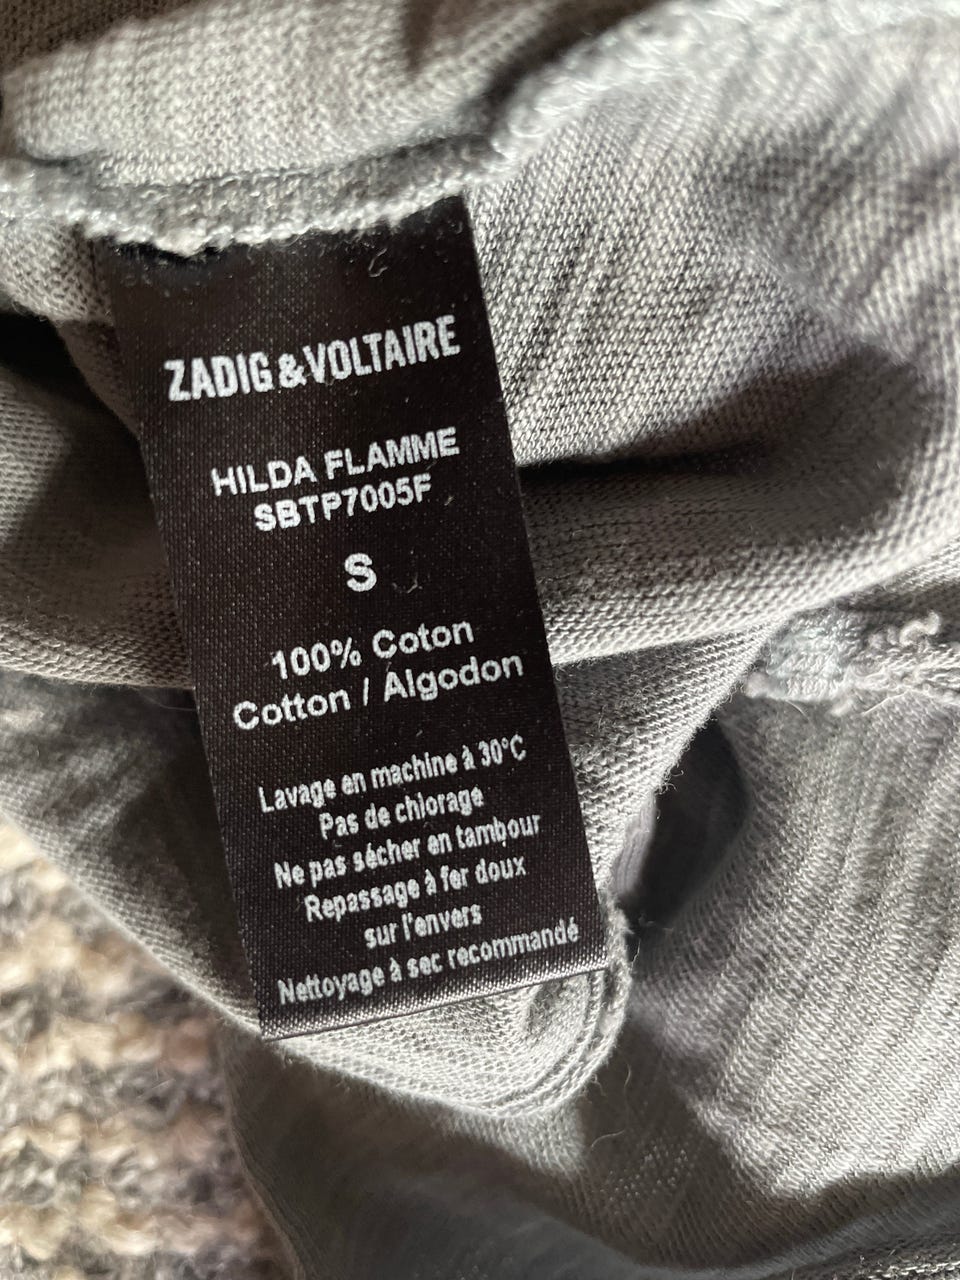 ZADIG & VOLTAIRE
HILDA FLAMME
SBTP7005F
S
100% Coton
Cotton / Algodon
Lavage en machine à 30°C
Pas de chlorage
Ne pas sécher en tambour
Repassage à fer doux
sur l'envers
Nettoyage à sec recommandé